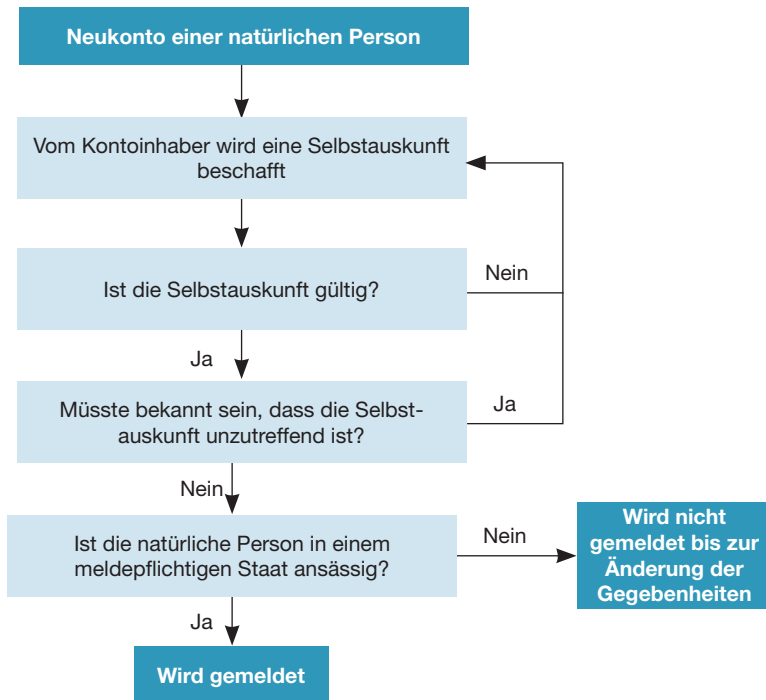 Neukonto einer natürlichen Person
Vom Kontoinhaber wird eine Selbstauskunft
beschafft
Ist die Selbstauskunft gültig?
Nein
Ja
Müsste bekannt sein, dass die Selbst-
auskunft unzutreffend ist?
Ja
Nein
Ist die natürliche Person in einem
meldepflichtigen Staat ansässig?
Nein
Wird nicht
gemeldet bis zur
Änderung der
Gegebenheiten
Ja
Wird gemeldet